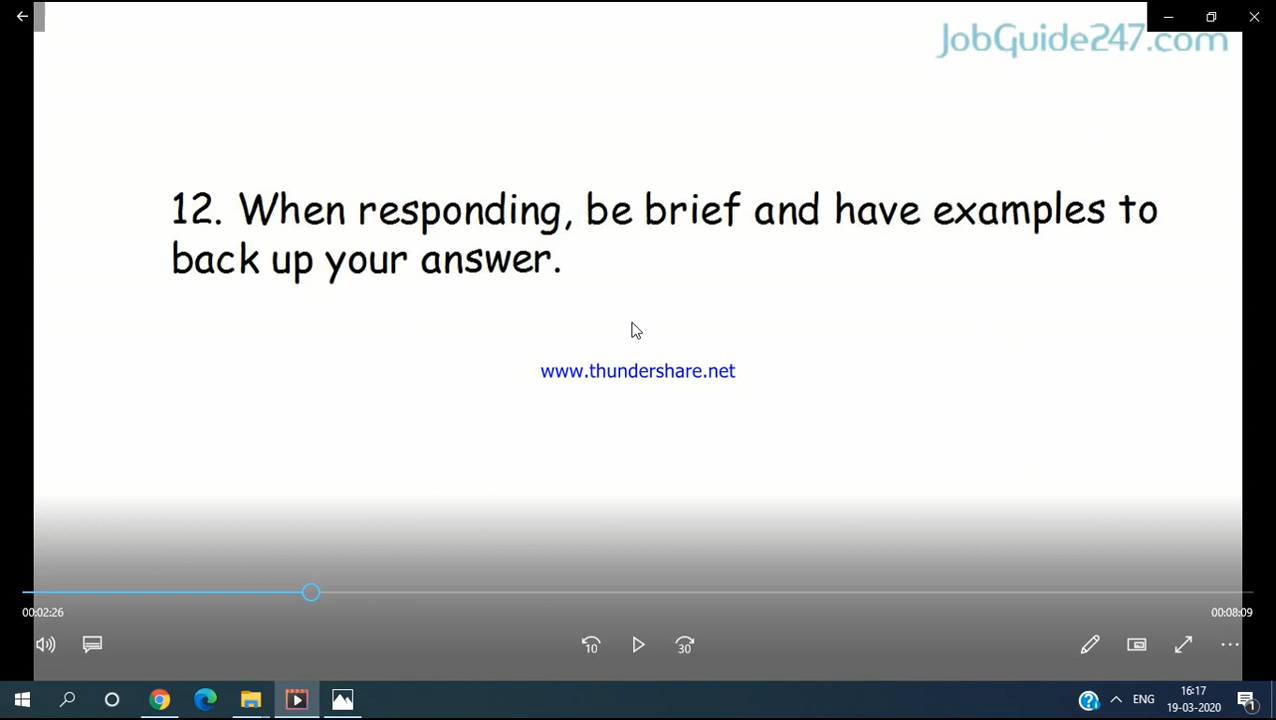 JobGuide247.com
12. When responding, be brief and have examples to
back up your answer.
www.thundershare.net
00:02:26
00:08:09
10
30
ENG
16:17
19-03-2020
1